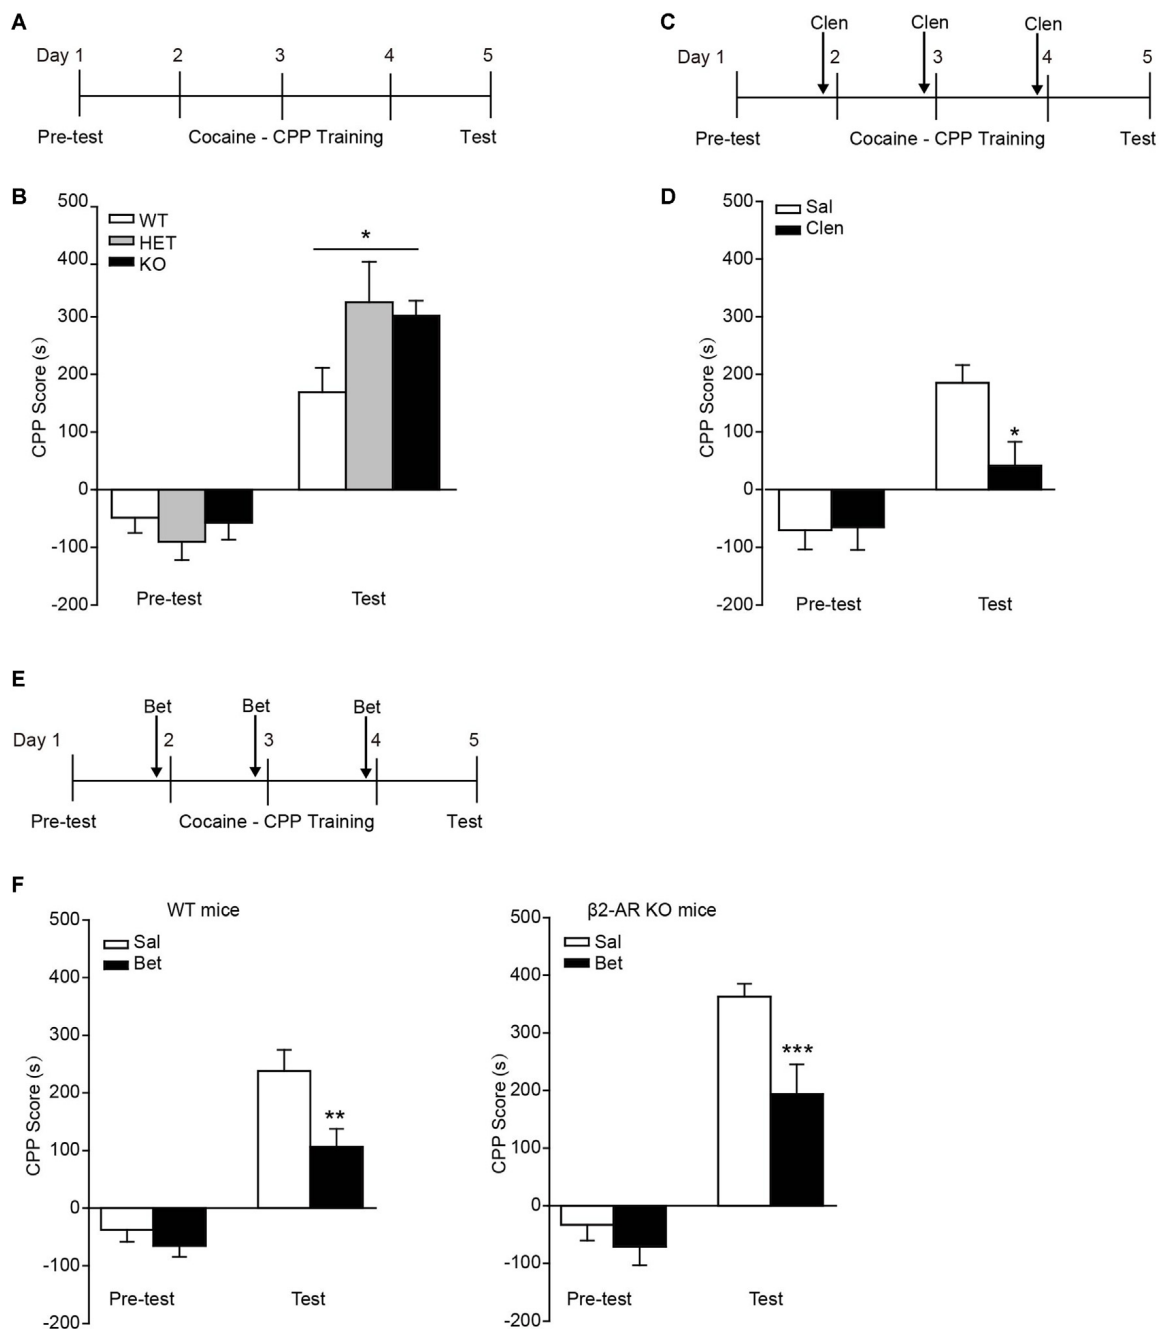 A
Day 1 2 3 4 5
Pre-test Cocaine - CPP Training Test
C
Clen Clen Clen
Day 1 2 3 4 5
Pre-test Cocaine - CPP Training Test
B
CPP Score (s)
500
400
300
200
100
0
-100
-200
WT
HET
KO
*
Pre-test Test
D
CPP Score (s)
500
400
300
200
100
0
-100
-200
Sal
Clen
*
Pre-test Test
E
Bet Bet Bet
Day 1 2 3 4 5
Pre-test Cocaine - CPP Training Test
F
WT mice
CPP Score (s)
500
400
300
200
100
0
-100
-200
Sal
Bet
**
Pre-test Test
β2-AR KO mice
CPP Score (s)
500
400
300
200
100
0
-100
-200
Sal
Bet
***
Pre-test Test